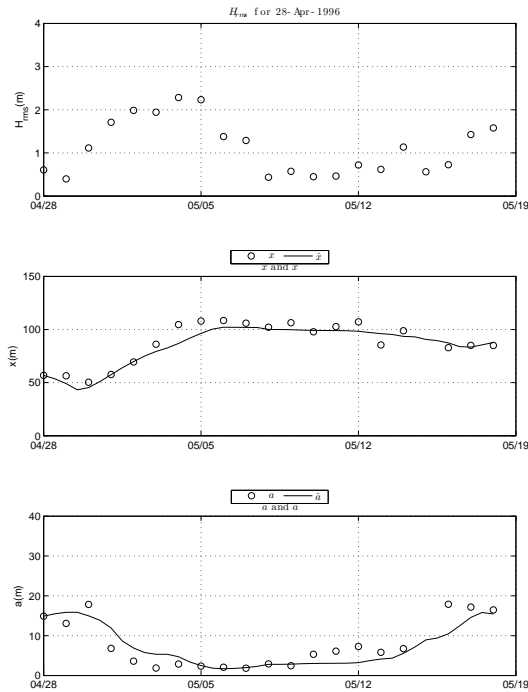 H_rms for 28-Apr-1996
4
3
2
1
0
H_rms(m)
04/28 05/05 05/12 05/19
x x̂
x and x
150
100
50
0
x(m)
04/28 05/05 05/12 05/19
a â
a and a
40
30
20
10
0
a(m)
04/28 05/05 05/12 05/19